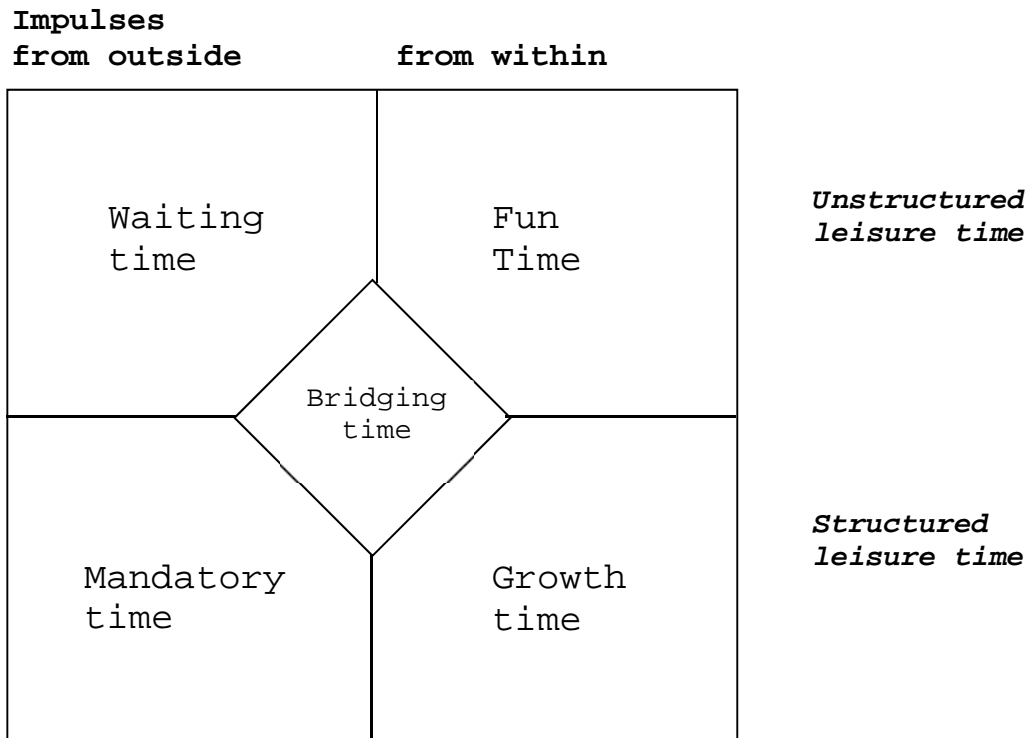 Impulses
from outside from within
Waiting
time
Fun
Time
Unstructured
leisure time
Bridging
time
Mandatory
time
Growth
time
Structured
leisure time